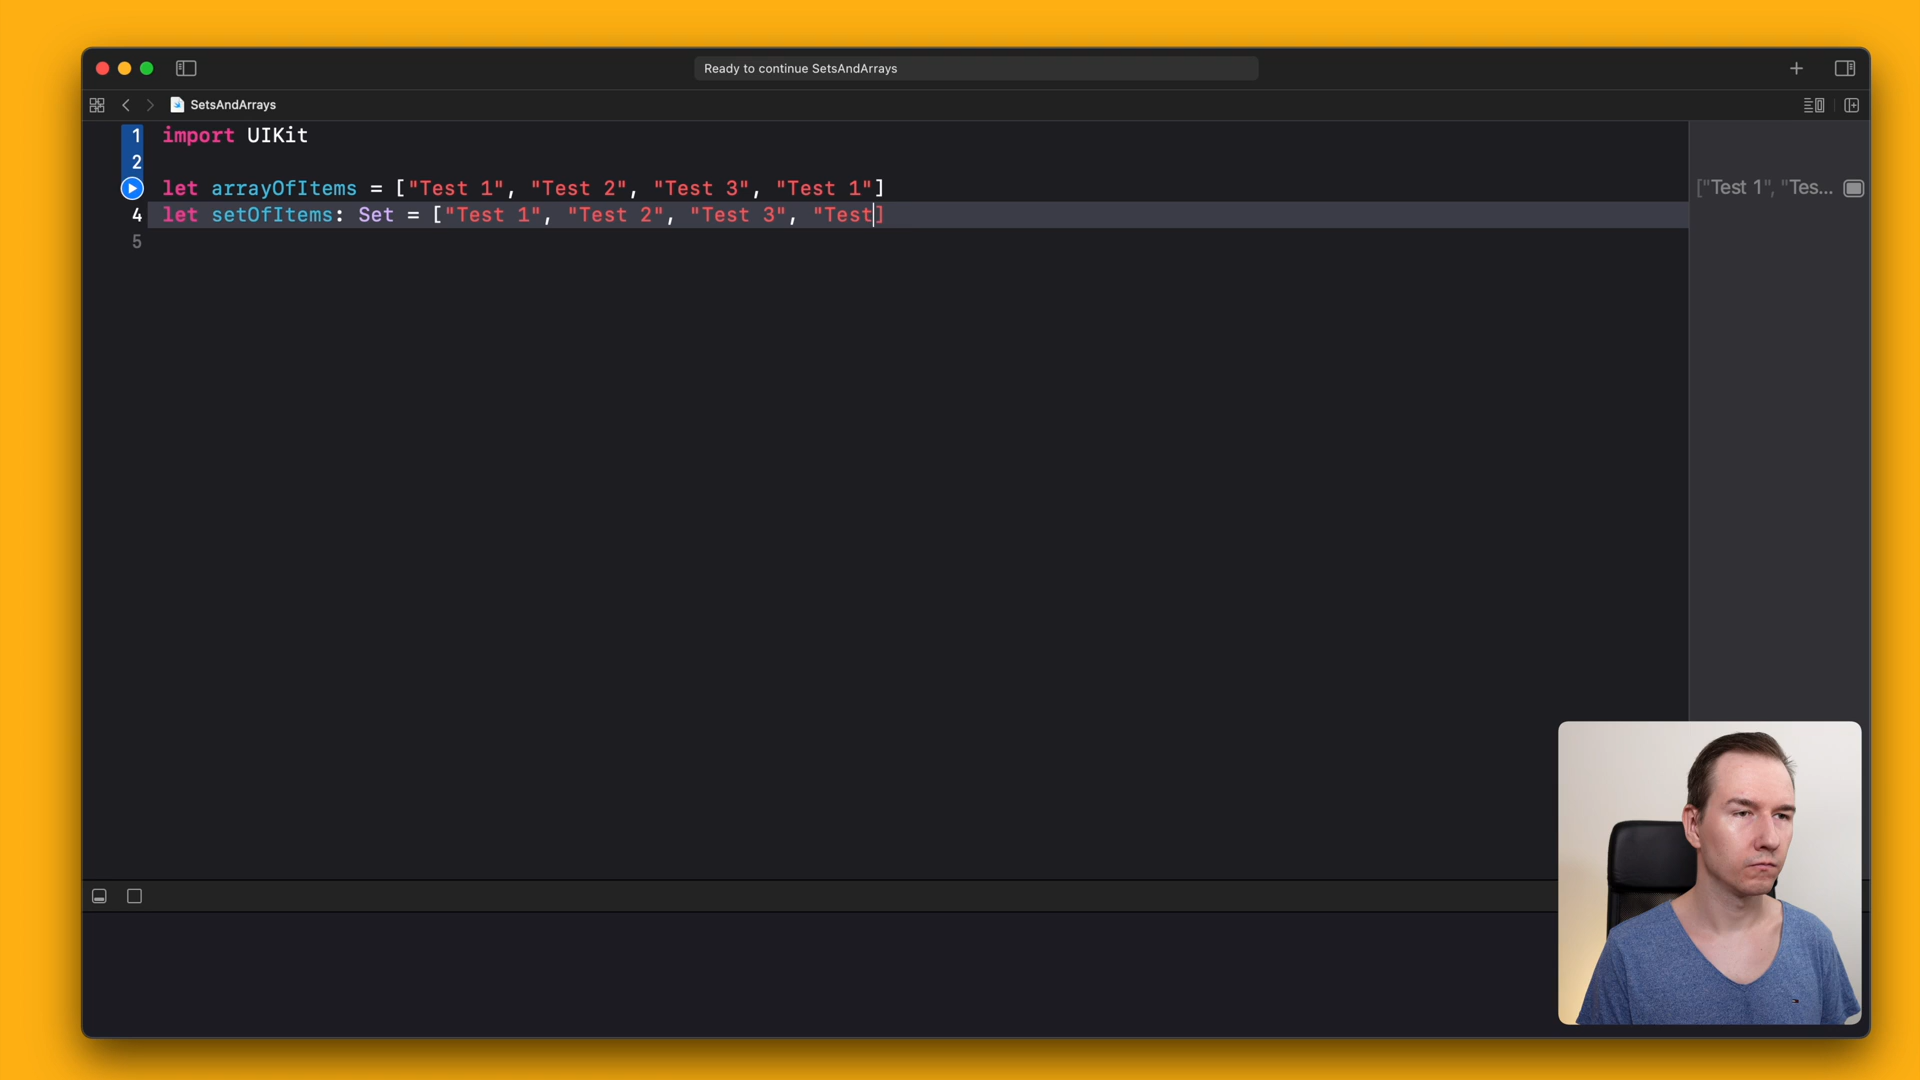 Ready to continue SetsAndArrays
SetsAndArrays
1 import UIKit
2
let arrayOfItems = ["Test 1", "Test 2", "Test 3", "Test 1"]
["Test 1", "Tes...
4 let setOfItems: Set = ["Test 1", "Test 2", "Test 3", "Test]
5